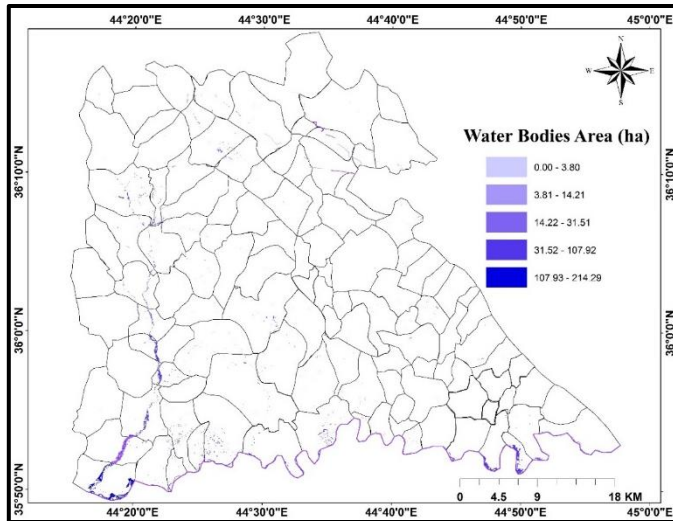 44°20'0"E 44°30'0"E 44°40'0"E 44°50'0"E 45°0'0"E
N
W E
S
Water Bodies Area (ha)
0.00 - 3.80
3.81 - 14.21
14.22 - 31.51
31.52 - 107.92
107.93 - 214.29
36°10'0"N 36°10'0"N
36°0'0"N 36°0'0"N
35°50'0"N 35°50'0"N
0 4.5 9 18 KM
44°20'0"E 44°30'0"E 44°40'0"E 44°50'0"E 45°0'0"E